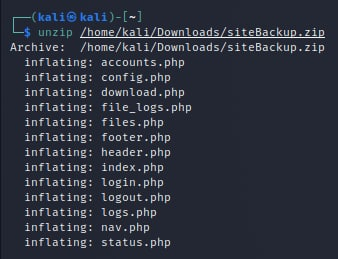 ┌──(kali㉿kali)-[~]
└─$ unzip /home/kali/Downloads/siteBackup.zip
Archive:  /home/kali/Downloads/siteBackup.zip
  inflating: accounts.php
  inflating: config.php
  inflating: download.php
  inflating: file_logs.php
  inflating: files.php
  inflating: footer.php
  inflating: header.php
  inflating: index.php
  inflating: login.php
  inflating: logout.php
  inflating: logs.php
  inflating: nav.php
  inflating: status.php